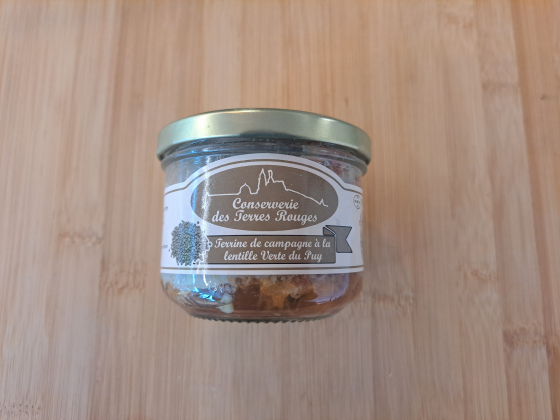 Conserverie
des Terres Rouges
Terrine de campagne à la
lentille Verte du Puy